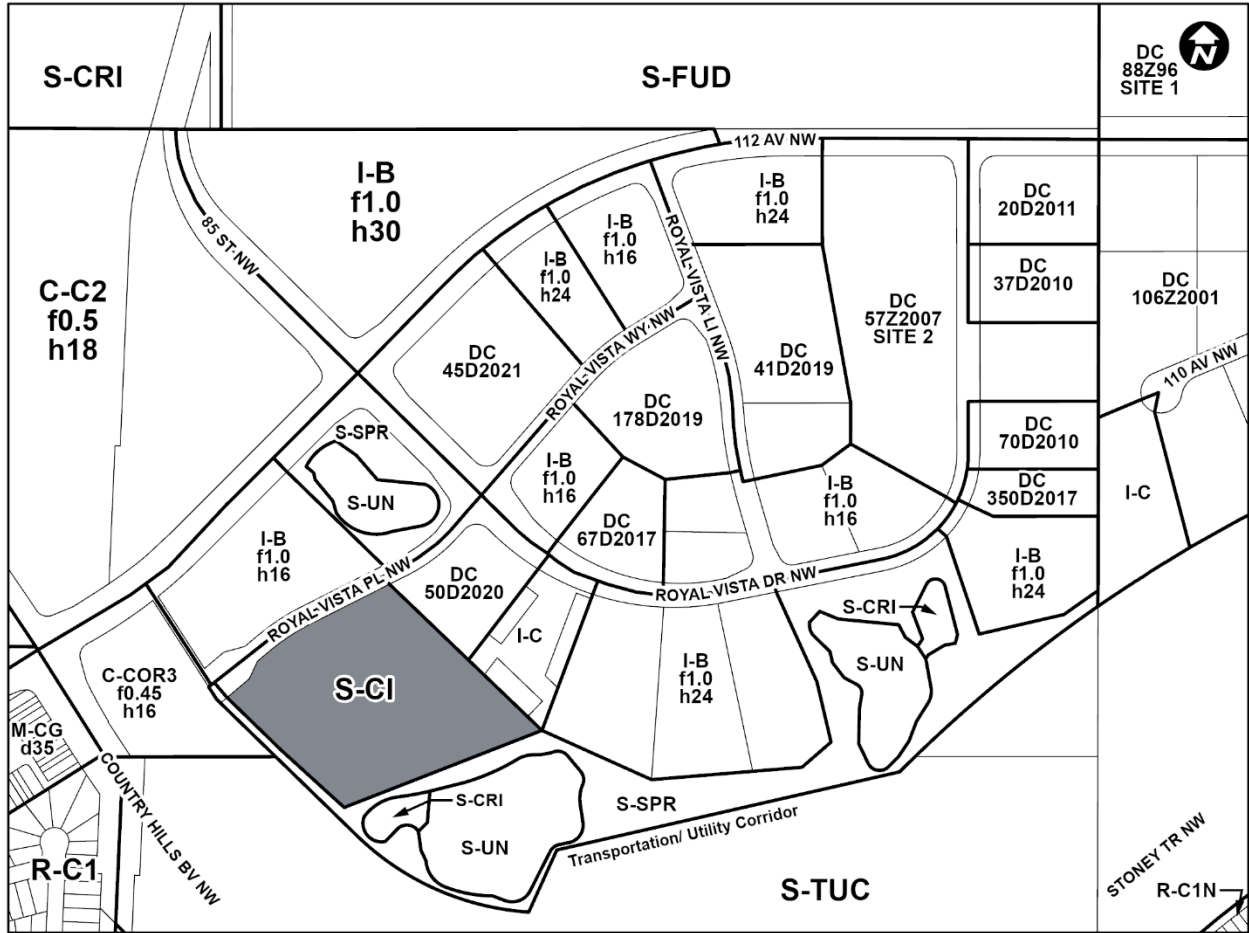 S-CRI
S-FUD
DC
88Z96
SITE 1
N
112 AV NW
I-B
f1.0
h30
I-B
f1.0
h24
DC
20D2011
I-B
f1.0
h16
ROYAL VISTA LI NW
85 ST NW
I-B
f1.0
h24
DC
37D2010
DC
106Z2001
C-C2
f0.5
h18
DC
57Z2007
SITE 2
DC
45D2021
ROYAL VISTA WY NW
DC
41D2019
110 AV NW
DC
178D2019
S-SPR
DC
70D2010
S-UN
I-B
f1.0
h16
I-B
f1.0
h16
DC
350D2017
I-C
DC
67D2017
I-B
f1.0
h16
I-B
f1.0
h24
DC
50D2020
ROYAL VISTA DR NW
ROYAL VISTA PL NW
S-CRI
I-C
S-UN
C-COR3
f0.45
h16
S-CI
I-B
f1.0
h24
M-CG
d35
COUNTRY HILLS BV NW
S-CRI
S-SPR
S-UN
Transportation/ Utility Corridor
R-C1
S-TUC
STONEY TR NW
R-C1N